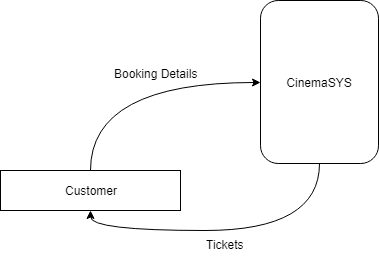 Booking Details
CinemaSYS
Customer
Tickets